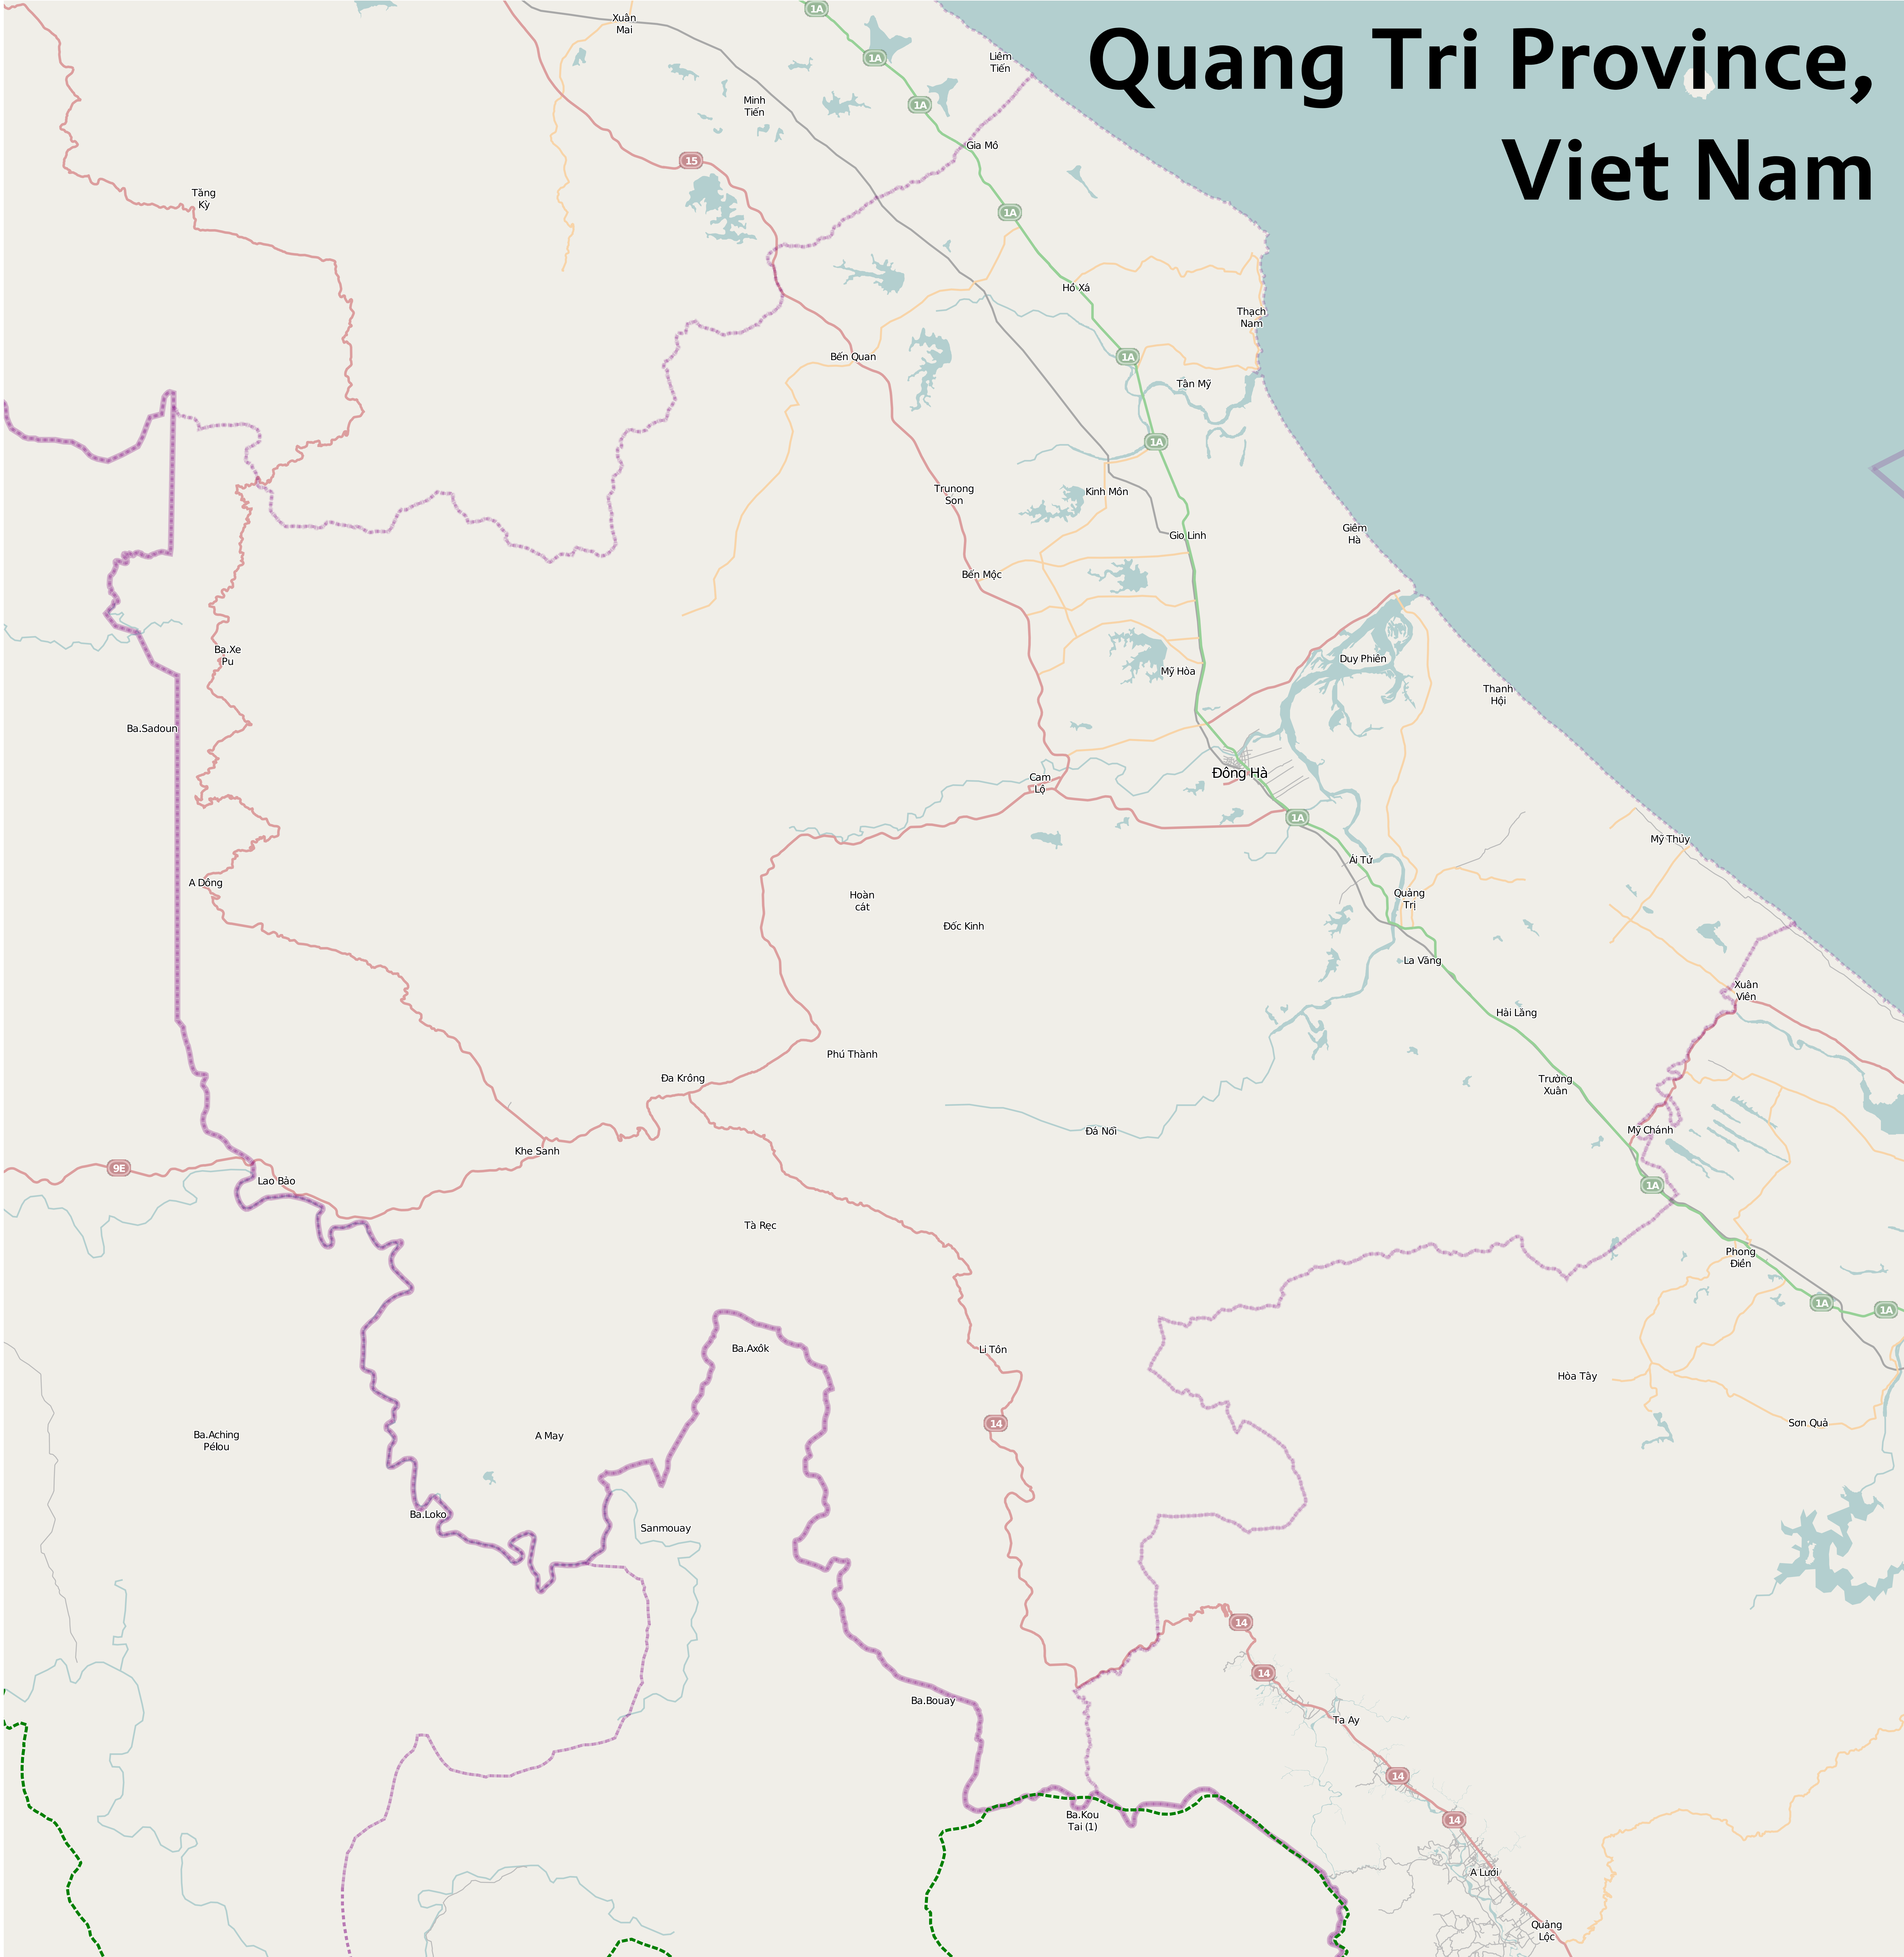 Quang Tri Province,
Viet Nam
1A
Xuân
Mai
1A
Liêm
Tiến
1A
Minh
Tiến
Gia Mô
15
Tăng
Kỳ
1A
Hồ Xá
Thạch
Nam
Bến Quan
1A
Tàn Mỹ
1A
Trunong
Son
Kinh Môn
Gio Linh
Giêm
Hà
Bến Mộc
Ba.Xe
Pu
Duy Phiên
Mỹ Hòa
Thanh
Hội
Ba.Sadoun
Đông Hà
Cam
Lộ
1A
Mỹ Thủy
Ái Tử
A Dông
Hoàn
cát
Quảng
Trị
Đốc Kinh
La Vâng
Xuân
Viên
Hải Lăng
Phú Thành
Đa Krông
Trường
Xuân
Đà Nối
Mỹ Chánh
Khe Sanh
9E
Lao Bảo
1A
Tà Rẹc
Phong
Điền
1A
1A
Ba.Axôk
Li Tôn
Hòa Tây
14
Sơn Quả
Ba.Aching
Pélou
A May
Ba.Loko
Sanmouay
14
14
Ba.Bouay
Ta Ay
14
Ba.Kou
Tai (1)
14
A Lưới
Quảng
Lộc